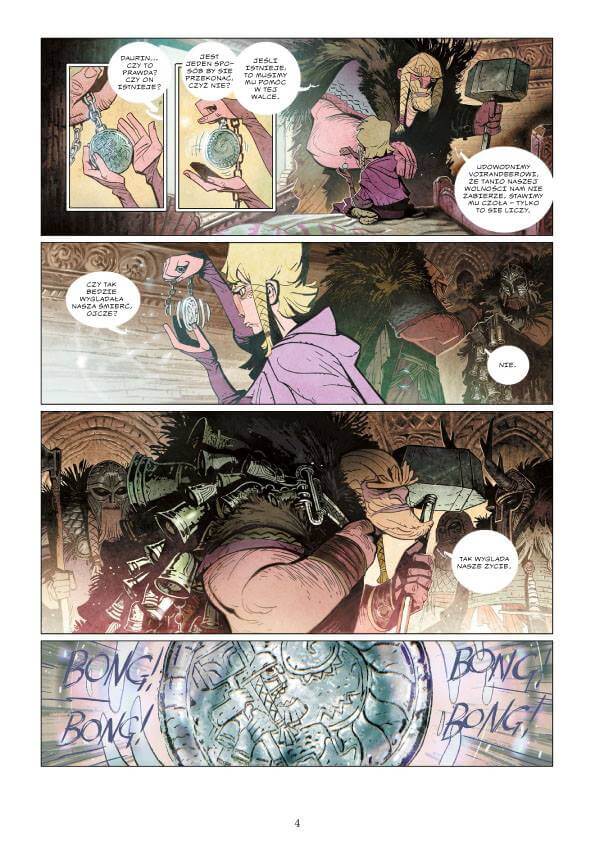 DAURIN...
CZY TO
PRAWDA?
CZY ON
ISTNIEJE?
JEST
JEDEN SPO-
SÓB BY SIĘ
PRZEKONAĆ,
CZYŻ NIE?
JEŚLI
ISTNIEJE,
TO MUSIMY
MU POMÓC
W TEJ
WALCE.
UDOWODNIMY
VOIRANDEEROWI,
ŻE TANIO NASZEJ
WOLNOŚCI NAM NIE
ZABIERZE. STAWIMY
MU CZOŁA – TYLKO
TO SIĘ LICZY.
CZY TAK
BĘDZIE
WYGLĄDAŁA
NASZA ŚMIERĆ,
OJCZE?
NIE.
TAK WYGLĄDA
NASZE ŻYCIE.
BONG!
BONG!
BONG!
BONG!
4